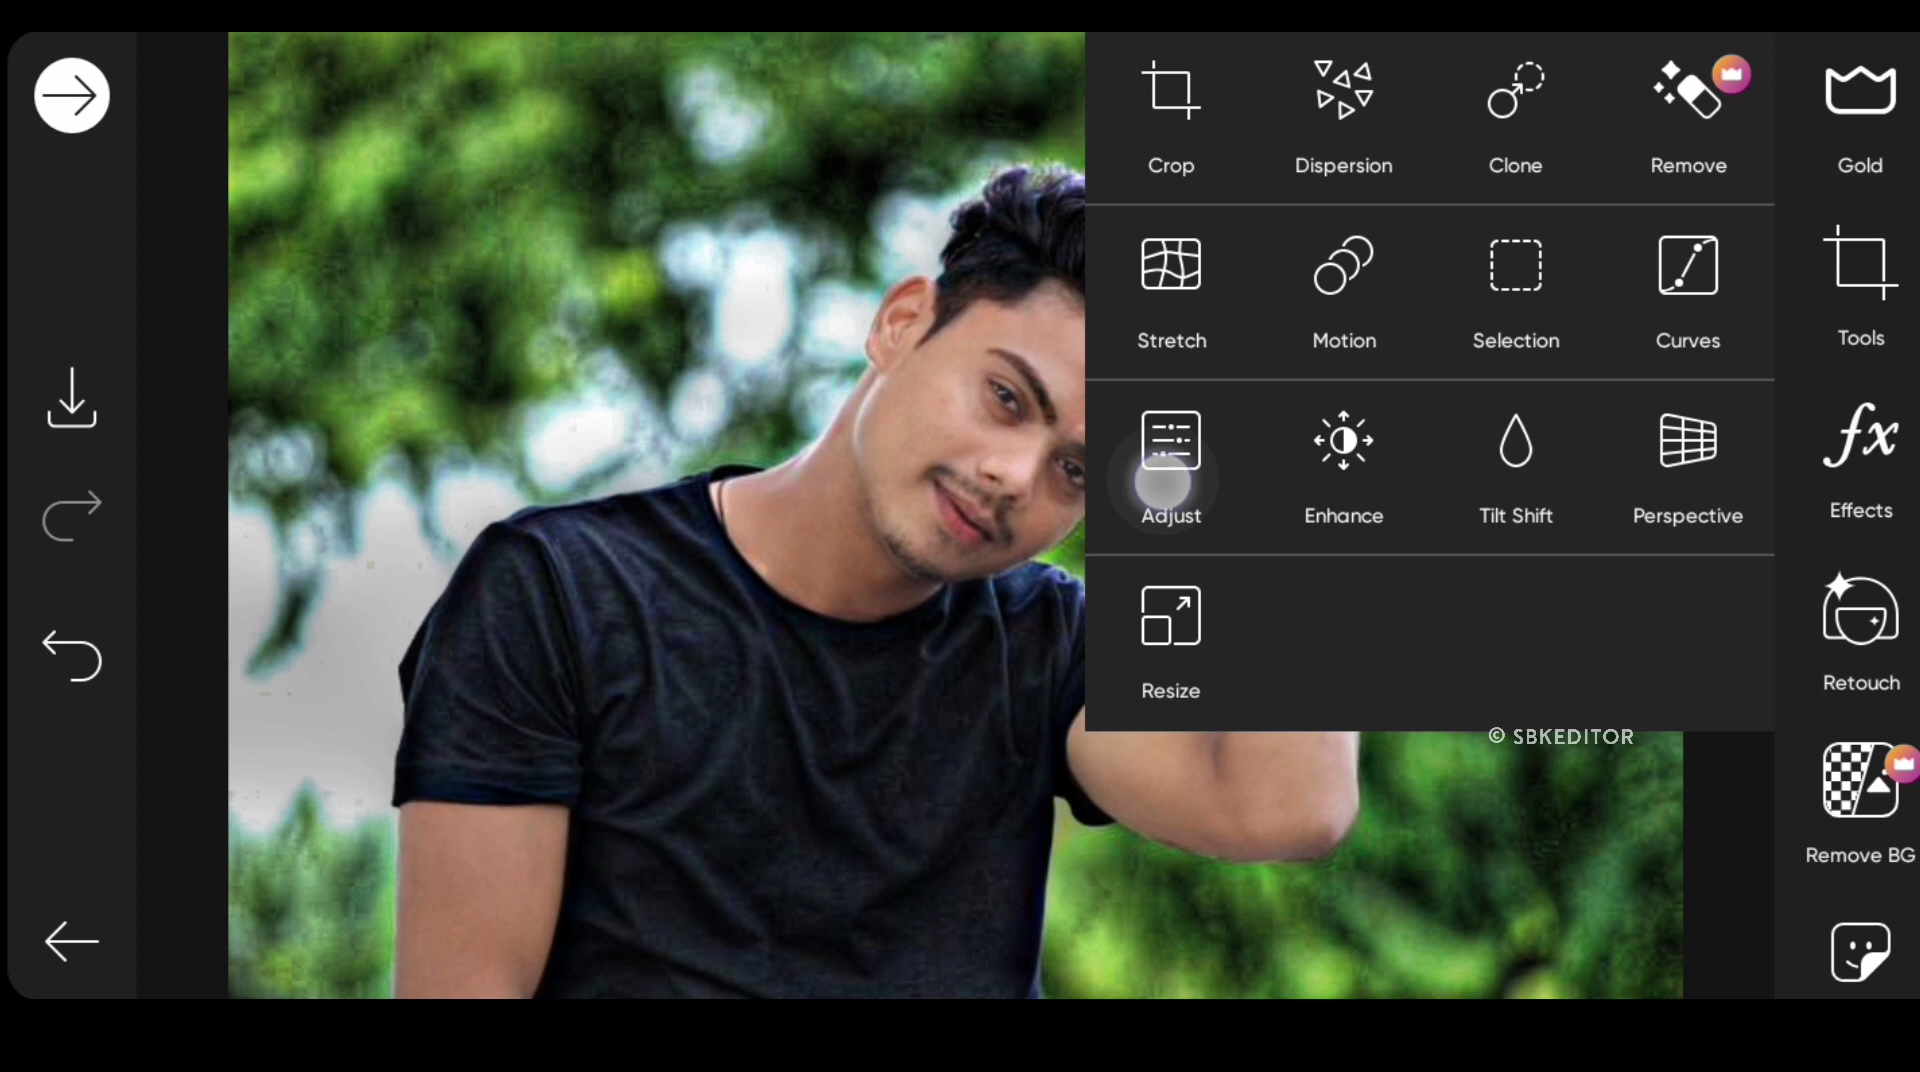 Crop Dispersion Clone Remove Gold
Stretch Motion Selection Curves Tools
Adjust Enhance Tilt Shift Perspective Effects
Resize Retouch
© SBKEDITOR
Remove BG